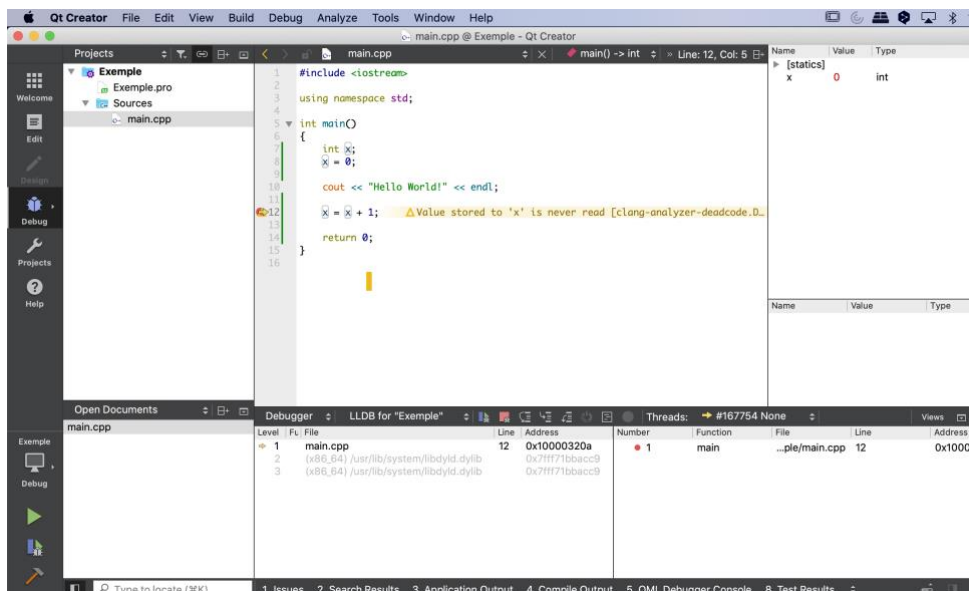 Qt Creator File Edit View Build Debug Analyze Tools Window Help
main.cpp @ Exemple - Qt Creator
Projects
main.cpp
main() -> int
Line: 12, Col: 5
Name Value Type
Welcome
Edit
Design
Debug
Projects
Help
Exemple
Exemple.pro
Sources
main.cpp
1 #include <iostream>
2
3 using namespace std;
4
5 int main()
6 {
7 int x;
8 x = 0;
9
10 cout << "Hello World!" << endl;
11
12 x = x + 1; Value stored to 'x' is never read [clang-analyzer-deadcode.D…
13
14 return 0;
15 }
16
[statics]
x 0 int
Name Value Type
Open Documents
main.cpp
Debugger LLDB for "Exemple" Threads: #167754 None Views
Level File Line Address
1 main.cpp 12 0x10000320a
2 (x86_64) /usr/lib/system/libdyld.dylib 0x7fff71bbacc9
3 (x86_64) /usr/lib/system/libdyld.dylib 0x7fff71bbacc9
Number Function File Line Address
1 main ...ple/main.cpp 12 0x1000
Exemple
Debug
Type to locate (⌘K)
1 Issues 2 Search Results 3 Application Output 4 Compile Output 5 QML Debugger Console 8 Test Results